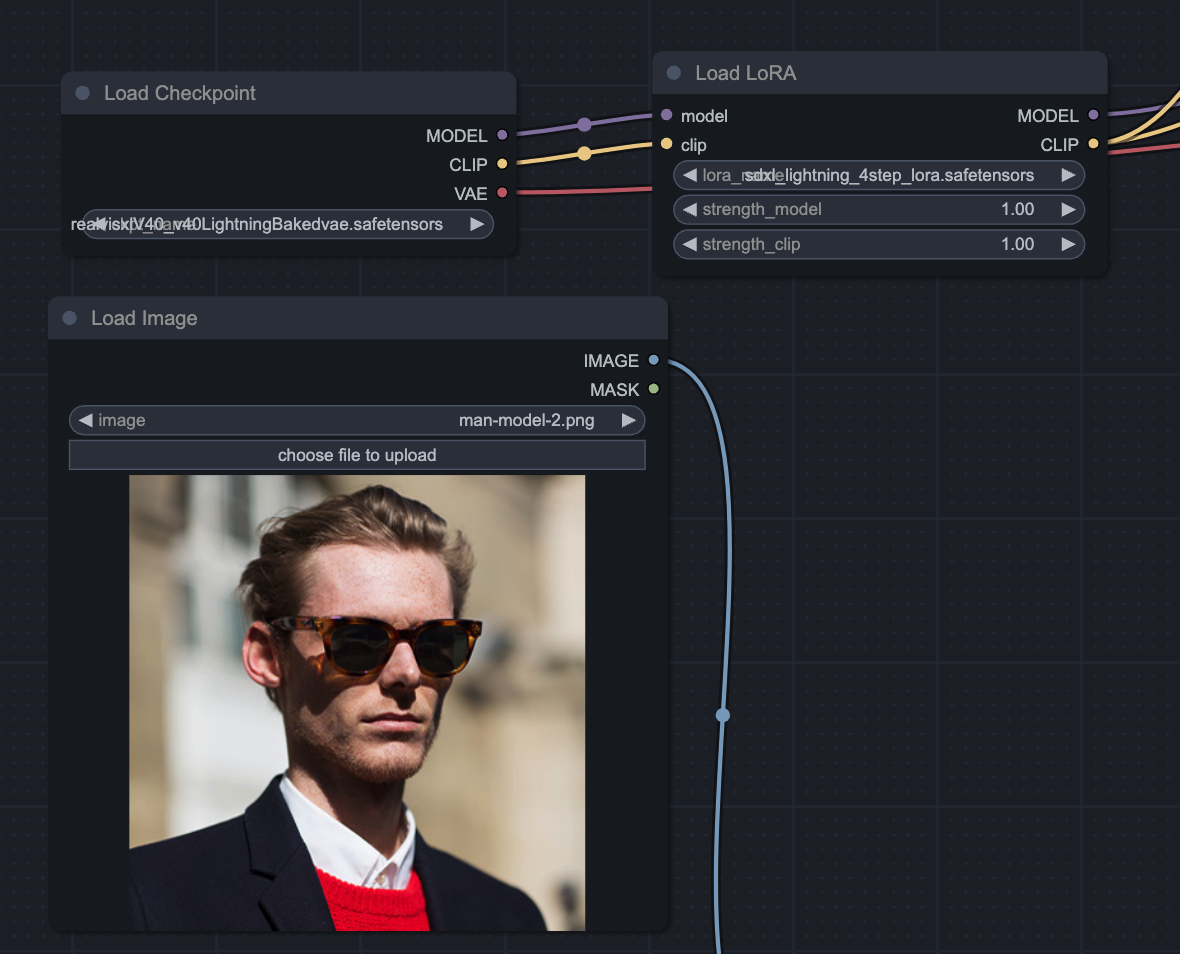 Load Checkpoint
MODEL
CLIP
VAE
realvisxlV40_v40LightningBakedvae.safetensors
Load LoRA
model
MODEL
clip
CLIP
sdxl_lightning_4step_lora.safetensors
strength_model 1.00
strength_clip 1.00
Load Image
IMAGE
MASK
image man-model-2.png
choose file to upload